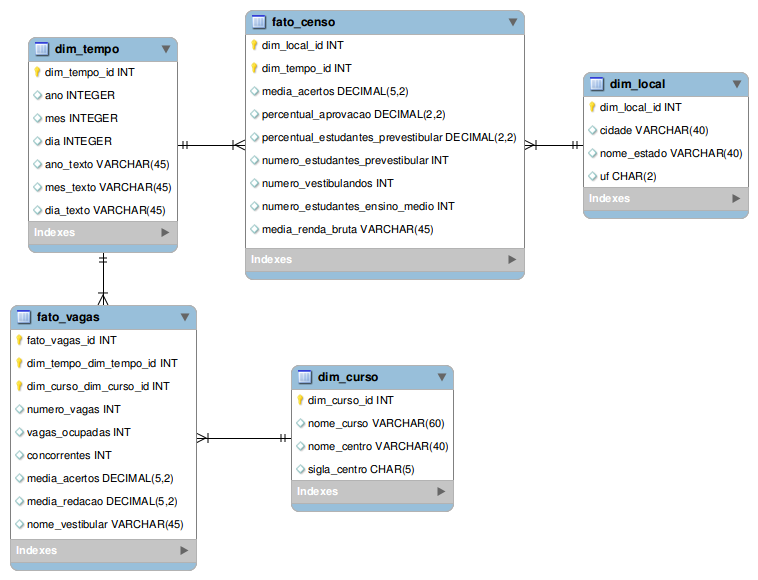 dim_tempo
dim_tempo_id INT
ano INTEGER
mes INTEGER
dia INTEGER
ano_texto VARCHAR(45)
mes_texto VARCHAR(45)
dia_texto VARCHAR(45)
Indexes
fato_censo
dim_local_id INT
dim_tempo_id INT
media_acertos DECIMAL(5,2)
percentual_aprovacao DECIMAL(2,2)
percentual_estudantes_prevestibular DECIMAL(2,2)
numero_estudantes_prevestibular INT
numero_vestibulandos INT
numero_estudantes_ensino_medio INT
media_renda_bruta VARCHAR(45)
Indexes
dim_local
dim_local_id INT
cidade VARCHAR(40)
nome_estado VARCHAR(40)
uf CHAR(2)
Indexes
fato_vagas
fato_vagas_id INT
dim_tempo_dim_tempo_id INT
dim_curso_dim_curso_id INT
numero_vagas INT
vagas_ocupadas INT
concorrentes INT
media_acertos DECIMAL(5,2)
media_redacao DECIMAL(5,2)
nome_vestibular VARCHAR(45)
Indexes
dim_curso
dim_curso_id INT
nome_curso VARCHAR(60)
nome_centro VARCHAR(40)
sigla_centro CHAR(5)
Indexes